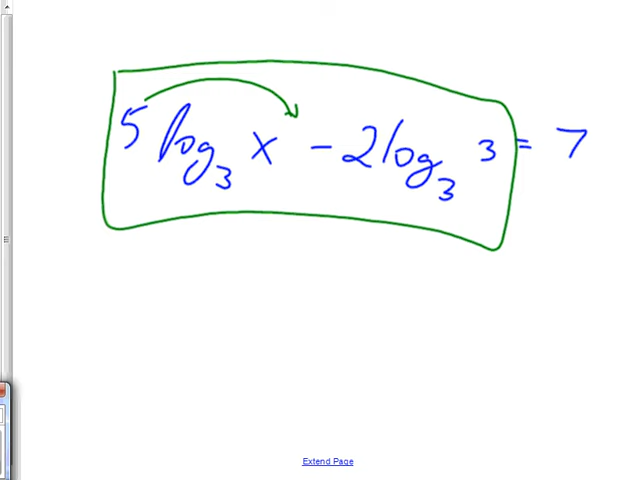 5 log₃ x - 2 log₃ 3 = 7
Extend Page